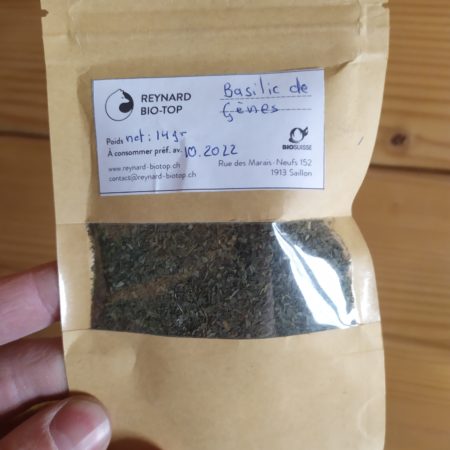 REYNARD
BIO-TOP
Basilic de
Gênes
Poids net: 14 gr
À consommer préf. av. 10.2022
BIOSUISSE
www.reynard-biotop.ch
contact@reynard-biotop.ch
Rue des Marais-Neufs 152
1913 Saillon